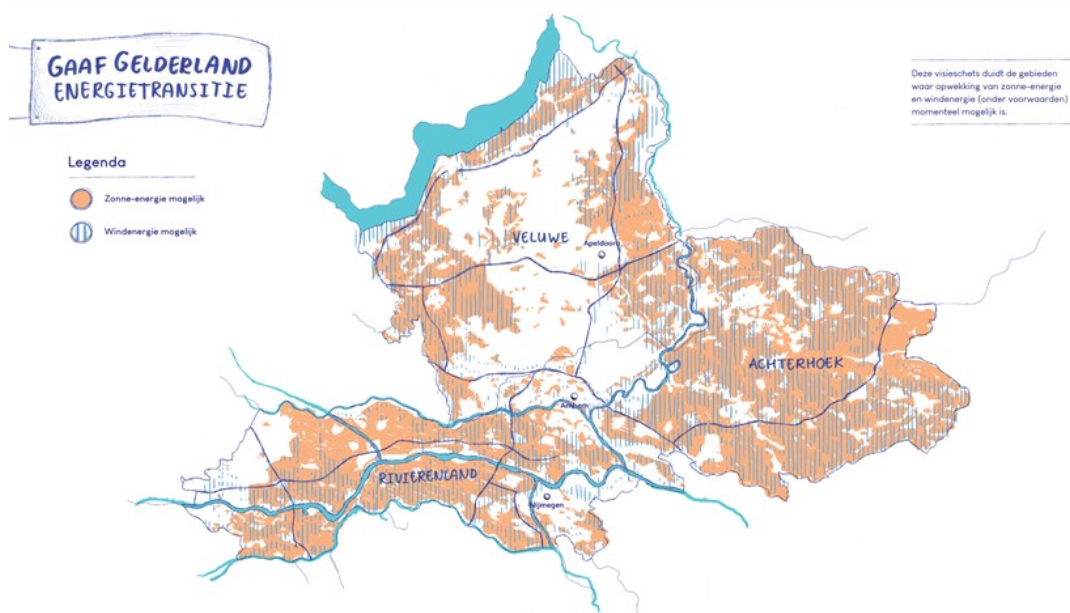 GAAF GELDERLAND
ENERGIETRANSITIE
Deze visieschets duidt de gebieden
waar opwekking van zonne-energie
en windenergie (onder voorwaarden)
momenteel mogelijk is.
Legenda
Zonne-energie mogelijk
Windenergie mogelijk
VELUWE
Apeldoorn
ACHTERHOEK
Arnhem
RIVIERENLAND
Nijmegen